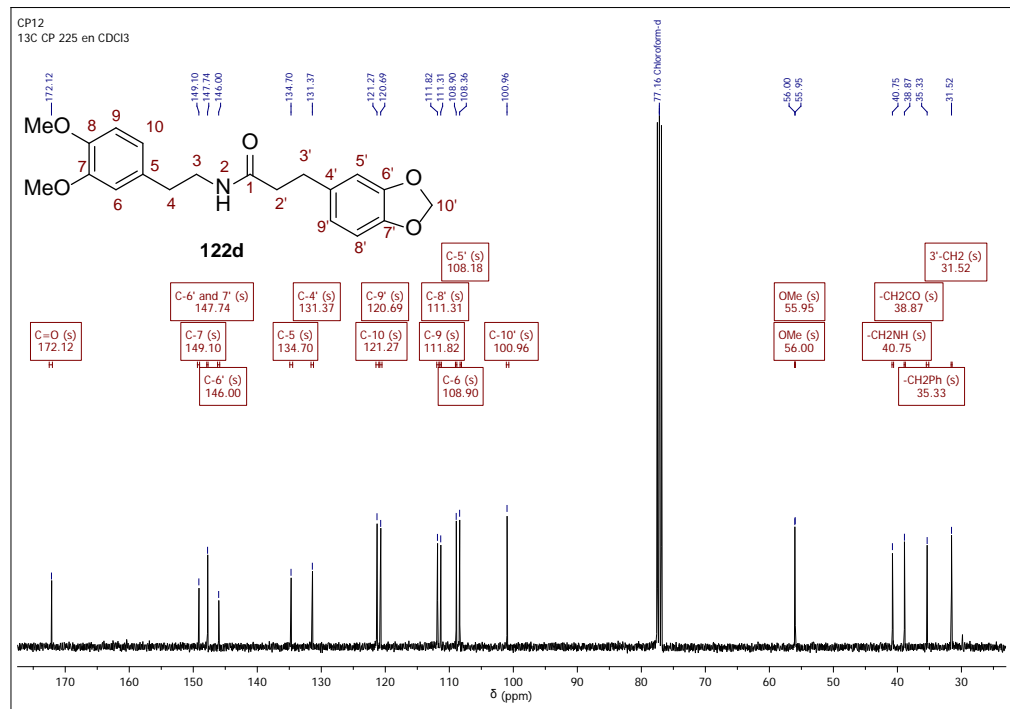 CP12
13C CP 225 en CDCl3
172.12
149.10
147.74
146.00
134.70
131.37
121.27
120.69
111.82
111.31
108.90
108.36
100.96
77.16 Chloroform-d
56.00
55.95
40.75
38.87
35.33
31.52
MeO
MeO
9
10
8
7
6
5
4
3
2
N
H
O
1
2'
3'
4'
5'
6'
7'
8'
9'
10'
O
O
122d
C-5' (s)
108.18
3'-CH2 (s)
31.52
C-6' and 7' (s)
147.74
C-4' (s)
131.37
C-9' (s)
120.69
C-8' (s)
111.31
OMe (s)
55.95
-CH2CO (s)
38.87
C=O (s)
172.12
C-7 (s)
149.10
C-5 (s)
134.70
C-10 (s)
121.27
C-9 (s)
111.82
C-10' (s)
100.96
OMe (s)
56.00
-CH2NH (s)
40.75
C-6' (s)
146.00
C-6 (s)
108.90
-CH2Ph (s)
35.33
170 160 150 140 130 120 110 100 90 80 70 60 50 40 30
δ (ppm)